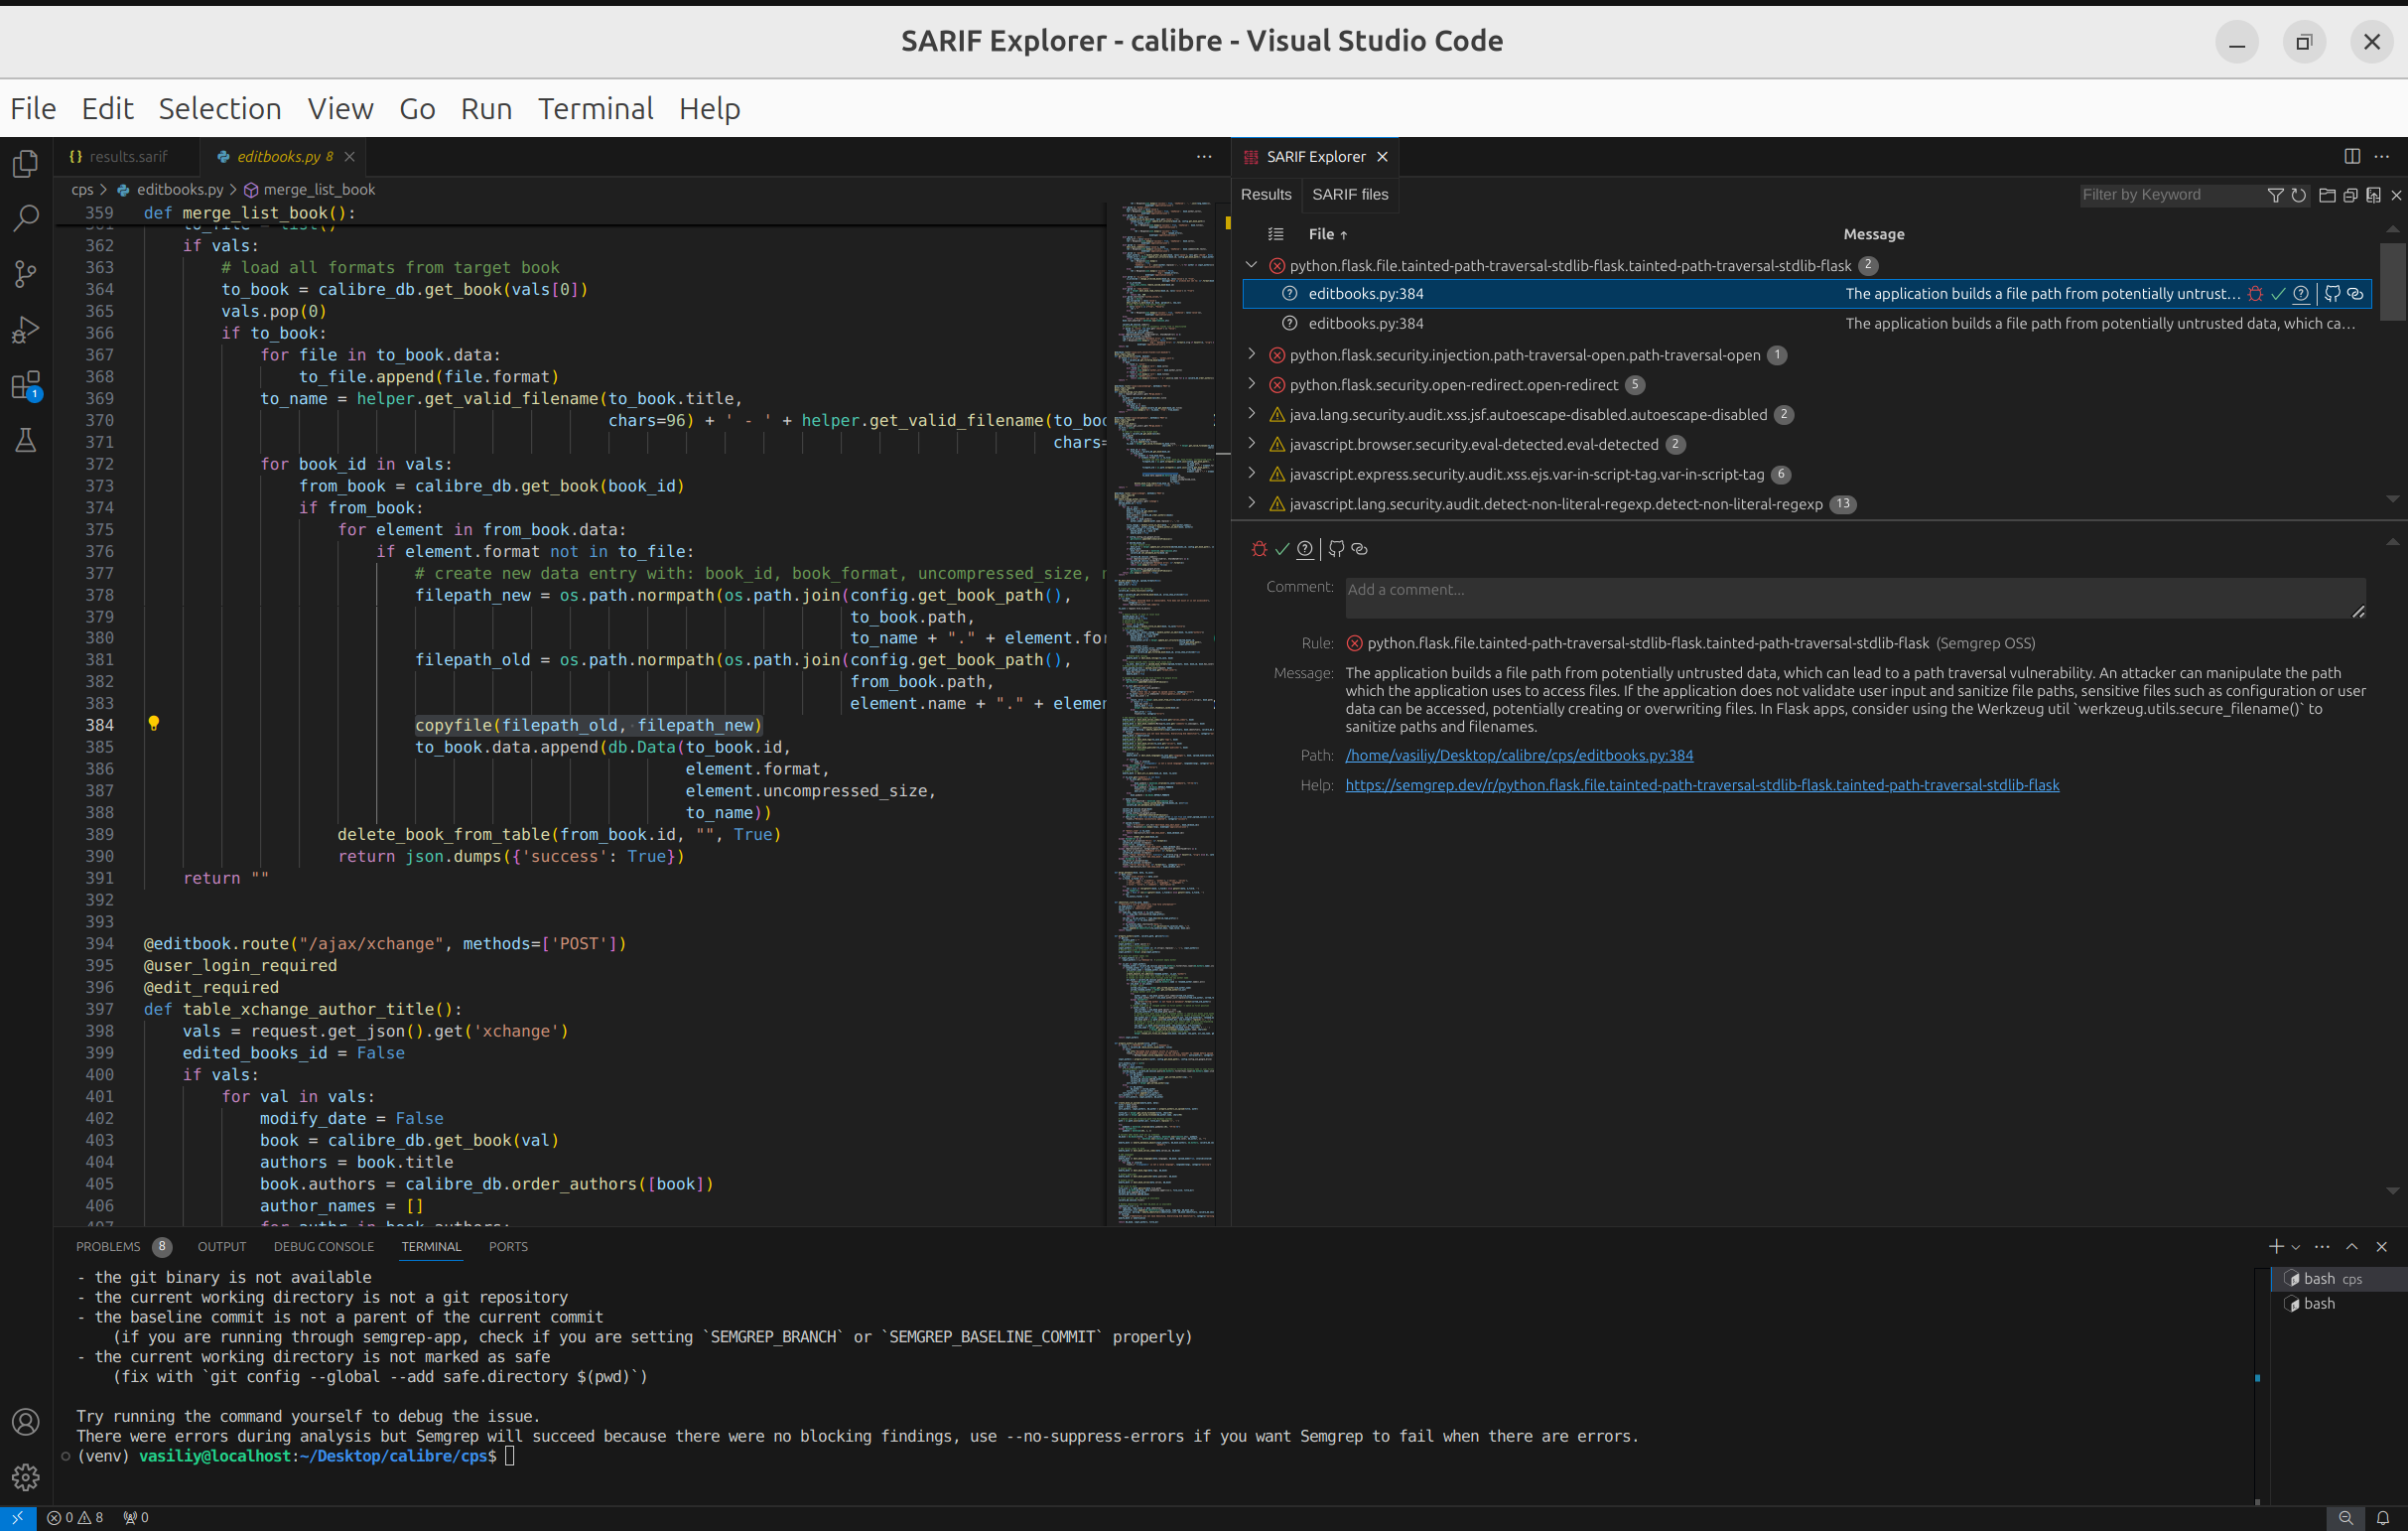 SARIF Explorer - calibre - Visual Studio Code
File Edit Selection View Go Run Terminal Help
{} results.sarif
editbooks.py 8
cps > editbooks.py > merge_list_book
359 def merge_list_book():
362 if vals:
363 # load all formats from target book
364 to_book = calibre_db.get_book(vals[0])
365 vals.pop(0)
366 if to_book:
367 for file in to_book.data:
368 to_file.append(file.format)
369 to_name = helper.get_valid_filename(to_book.title,
370 chars=96) + ' - ' + helper.get_valid_filename(to_boo
371 chars=
372 for book_id in vals:
373 from_book = calibre_db.get_book(book_id)
374 if from_book:
375 for element in from_book.data:
376 if element.format not in to_file:
377 # create new data entry with: book_id, book_format, uncompressed_size,
378 filepath_new = os.path.normpath(os.path.join(config.get_book_path(),
379 to_book.path,
380 to_name + "." + element.for
381 filepath_old = os.path.normpath(os.path.join(config.get_book_path(),
382 from_book.path,
383 element.name + "." + elemen
384 copyfile(filepath_old, filepath_new)
385 to_book.data.append(db.Data(to_book.id,
386 element.format,
387 element.uncompressed_size,
388 to_name))
389 delete_book_from_table(from_book.id, "", True)
390 return json.dumps({'success': True})
391 return ""
392
393
394 @editbook.route("/ajax/xchange", methods=['POST'])
395 @user_login_required
396 @edit_required
397 def table_xchange_author_title():
398 vals = request.get_json().get('xchange')
399 edited_books_id = False
400 if vals:
401 for val in vals:
402 modify_date = False
403 book = calibre_db.get_book(val)
404 authors = book.title
405 book.authors = calibre_db.order_authors([book])
406 author_names = []
407 for authr in book.authors:
SARIF Explorer
Results SARIF files
Filter by Keyword
File ↑ Message
python.flask.file.tainted-path-traversal-stdlib-flask.tainted-path-traversal-stdlib-flask 2
editbooks.py:384 The application builds a file path from potentially untrust...
editbooks.py:384 The application builds a file path from potentially untrusted data, which ca...
python.flask.security.injection.path-traversal-open.path-traversal-open 1
python.flask.security.open-redirect.open-redirect 5
java.lang.security.audit.xss.jsf.autoescape-disabled.autoescape-disabled 2
javascript.browser.security.eval-detected.eval-detected 2
javascript.express.security.audit.xss.ejs.var-in-script-tag.var-in-script-tag 6
javascript.lang.security.audit.detect-non-literal-regexp.detect-non-literal-regexp 13
Comment: Add a comment...
Rule: python.flask.file.tainted-path-traversal-stdlib-flask.tainted-path-traversal-stdlib-flask (Semgrep OSS)
Message: The application builds a file path from potentially untrusted data, which can lead to a path traversal vulnerability. An attacker can manipulate the path
which the application uses to access files. If the application does not validate user input and sanitize file paths, sensitive files such as configuration or user
data can be accessed, potentially creating or overwriting files. In Flask apps, consider using the Werkzeug util `werkzeug.utils.secure_filename()` to
sanitize paths and filenames.
Path: /home/vasiliy/Desktop/calibre/cps/editbooks.py:384
Help: https://semgrep.dev/r/python.flask.file.tainted-path-traversal-stdlib-flask.tainted-path-traversal-stdlib-flask
PROBLEMS 8 OUTPUT DEBUG CONSOLE TERMINAL PORTS
- the git binary is not available
- the current working directory is not a git repository
- the baseline commit is not a parent of the current commit
(if you are running through semgrep-app, check if you are setting `SEMGREP_BRANCH` or `SEMGREP_BASELINE_COMMIT` properly)
- the current working directory is not marked as safe
(fix with `git config --global --add safe.directory $(pwd)`)
Try running the command yourself to debug the issue.
There were errors during analysis but Semgrep will succeed because there were no blocking findings, use --no-suppress-errors if you want Semgrep to fail when there are errors.
(venv) vasiliy@localhost:~/Desktop/calibre/cps$
bash cps
bash
1
0 8 0